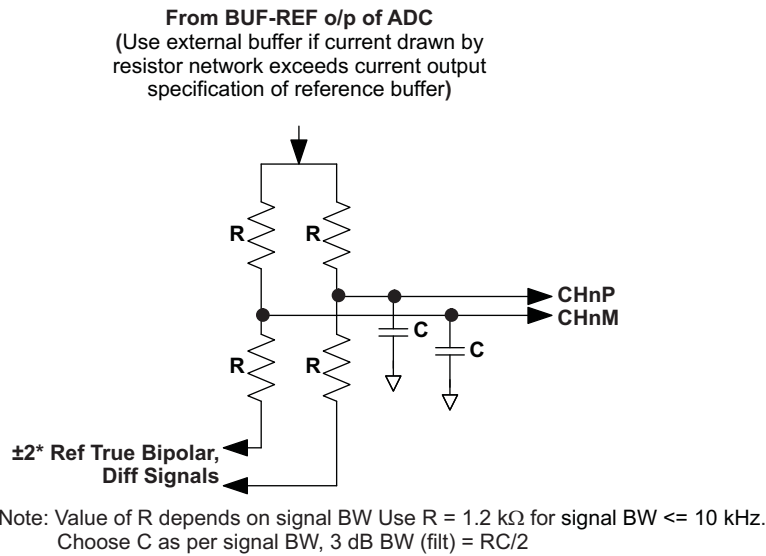 From BUF-REF o/p of ADC
(Use external buffer if current drawn by
resistor network exceeds current output
specification of reference buffer)
R
R
CHnP
CHnM
C
C
R
R
±2* Ref True Bipolar,
Diff Signals
Note: Value of R depends on signal BW Use R = 1.2 kΩ for signal BW <= 10 kHz.
Choose C as per signal BW, 3 dB BW (filt) = RC/2